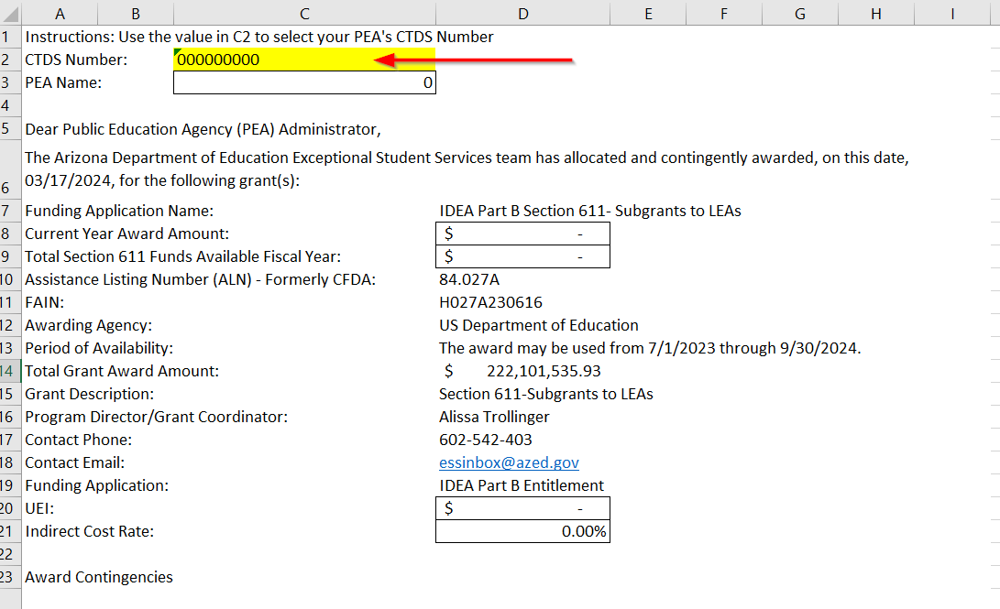 A B C D E F G H I
1 Instructions: Use the value in C2 to select your PEA's CTDS Number
2 CTDS Number: 000000000
3 PEA Name: 0
4
5 Dear Public Education Agency (PEA) Administrator,
The Arizona Department of Education Exceptional Student Services team has allocated and contingently awarded, on this date,
6 03/17/2024, for the following grant(s):
7 Funding Application Name: IDEA Part B Section 611- Subgrants to LEAs
8 Current Year Award Amount: $ -
9 Total Section 611 Funds Available Fiscal Year: $ -
10 Assistance Listing Number (ALN) - Formerly CFDA: 84.027A
11 FAIN: H027A230616
12 Awarding Agency: US Department of Education
13 Period of Availability: The award may be used from 7/1/2023 through 9/30/2024.
14 Total Grant Award Amount: $ 222,101,535.93
15 Grant Description: Section 611-Subgrants to LEAs
16 Program Director/Grant Coordinator: Alissa Trollinger
17 Contact Phone: 602-542-403
18 Contact Email: essinbox@azed.gov
19 Funding Application: IDEA Part B Entitlement
20 UEI: $ -
21 Indirect Cost Rate: 0.00%
22
23 Award Contingencies